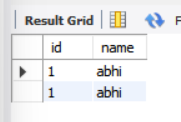 Result Grid F
id name
1 abhi
1 abhi